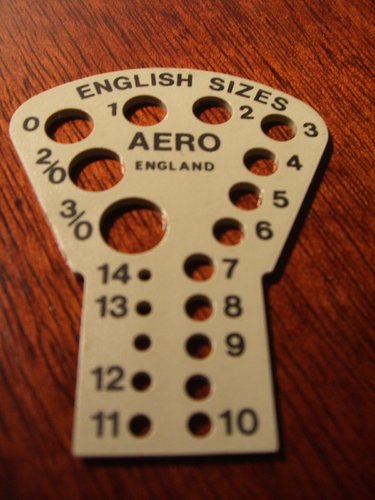 ENGLISH SIZES
0 1 2 3
AERO
ENGLAND
2/0 4
3/0 5
6
14 7
13 8
9
12
11 10